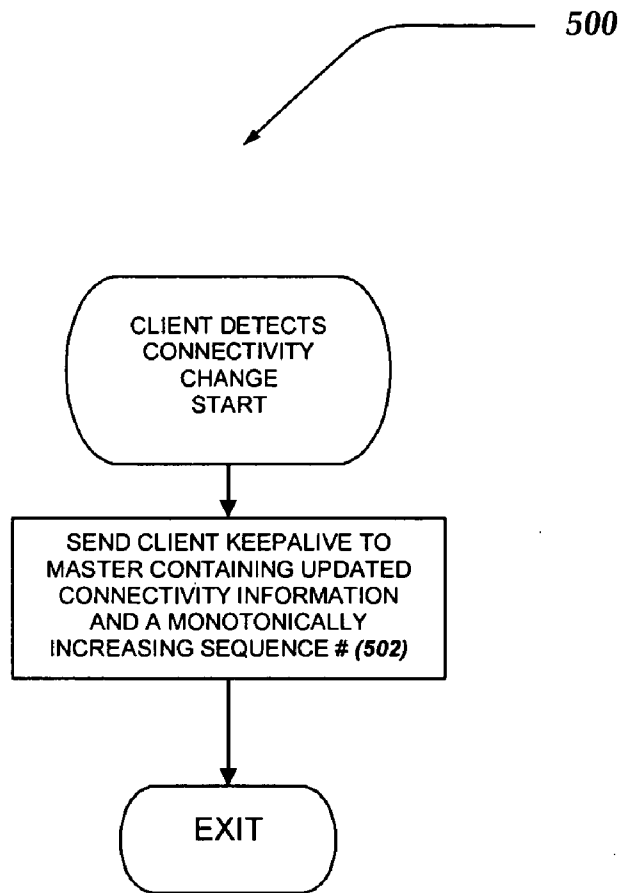 500
CLIENT DETECTS
CONNECTIVITY
CHANGE
START
SEND CLIENT KEEPALIVE TO
MASTER CONTAINING UPDATED
CONNECTIVITY INFORMATION
AND A MONOTONICALLY
INCREASING SEQUENCE # (502)
EXIT